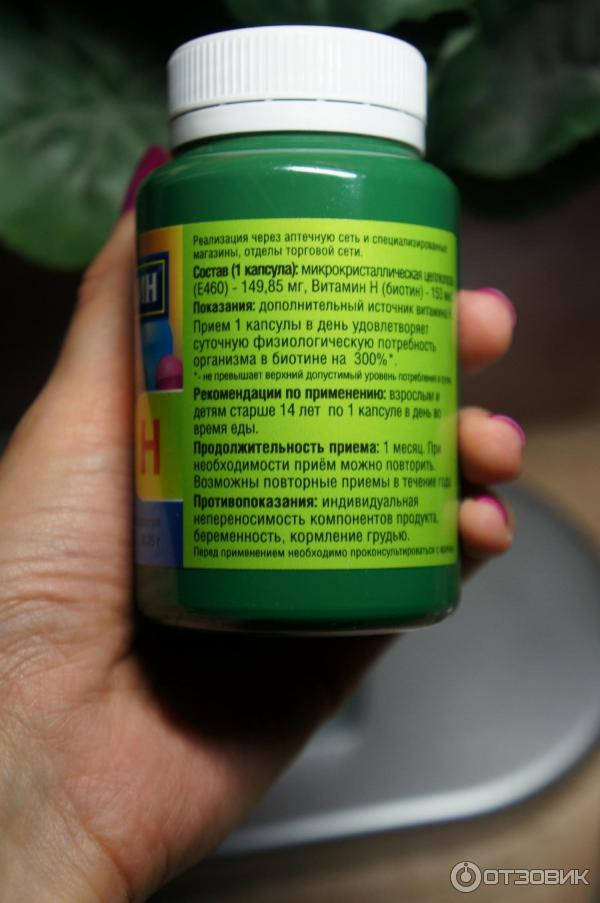 Реализация через аптечную сеть и специализированные
магазины, отделы торговой сети.
Состав (1 капсула): микрокристаллическая целлюлоза
(Е460) - 149,85 мг, Витамин Н (биотин) - 153
Показания: дополнительный источник витамина Н
Прием 1 капсулы в день удовлетворяет
суточную физиологическую потребность
организма в биотине на 300%*.
*- не превышает верхний допустимый уровень потребления в сутки
Рекомендации по применению: взрослым и
детям старше 14 лет по 1 капсуле в день во
время еды.
Продолжительность приема: 1 месяц. При
необходимости приём можно повторить.
Возможны повторные приемы в течение года.
Противопоказания: индивидуальная
непереносимость компонентов продукта,
беременность, кормление грудью.
Перед применением необходимо проконсультироваться с врачом
ИН
Н
ОТЗОВИК